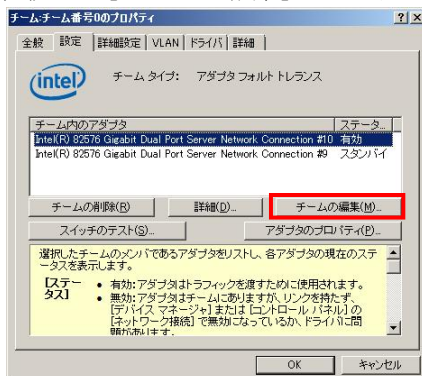 チーム:チーム番号0のプロパティ
全般 設定 詳細設定 VLAN ドライバ 詳細
intel チーム タイプ: アダプタ フォルト トレランス
チーム内のアダプタ ステータ...
Intel(R) 82576 Gigabit Dual Port Server Network Connection #10 有効
Intel(R) 82576 Gigabit Dual Port Server Network Connection #9 スタンバイ
チームの削除(R) 詳細(D)... チームの編集(M)...
スイッチのテスト(S)... アダプタのプロパティ(P)...
選択したチームのメンバであるアダプタをリストし、各アダプタの現在のステ
ータスを表示します。
[ステー • 有効: アダプタはトラフィックを渡すために使用されます。
タス] • 無効: アダプタはチームにありますが、リンクを持たず、
[デバイス マネージャ] または [コントロール パネル] の
[ネットワーク接続] で無効になっているか、ドライバに問
題があります。
OK キャンセル